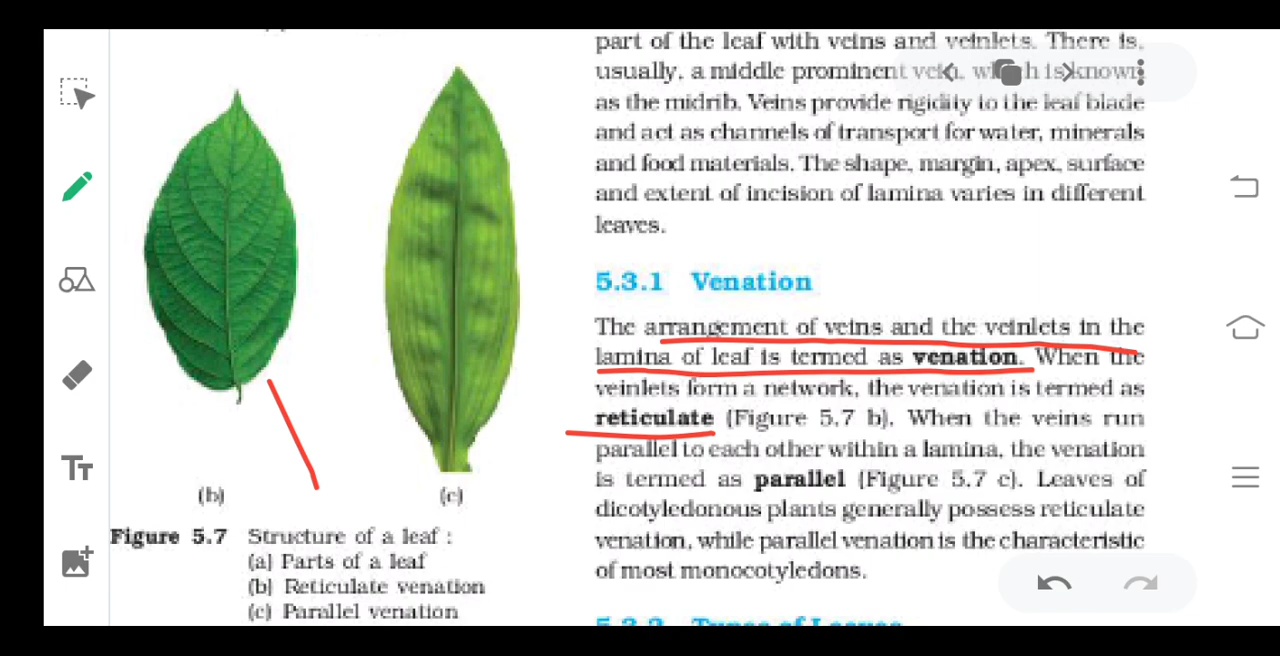 part of the leaf with veins and veinlets. There is,
usually, a middle prominent vein, which is known
as the midrib. Veins provide rigidity to the leaf blade
and act as channels of transport for water, minerals
and food materials. The shape, margin, apex, surface
and extent of incision of lamina varies in different
leaves.
5.3.1 Venation
The arrangement of veins and the veinlets in the
lamina of leaf is termed as venation. When the
veinlets form a network, the venation is termed as
reticulate (Figure 5.7 b). When the veins run
parallel to each other within a lamina, the venation
is termed as parallel (Figure 5.7 c). Leaves of
dicotyledonous plants generally possess reticulate
venation, while parallel venation is the characteristic
of most monocotyledons.
5.3.2 Types of Leaves
(b)
(c)
Figure 5.7 Structure of a leaf :
(a) Parts of a leaf
(b) Reticulate venation
(c) Parallel venation
TT